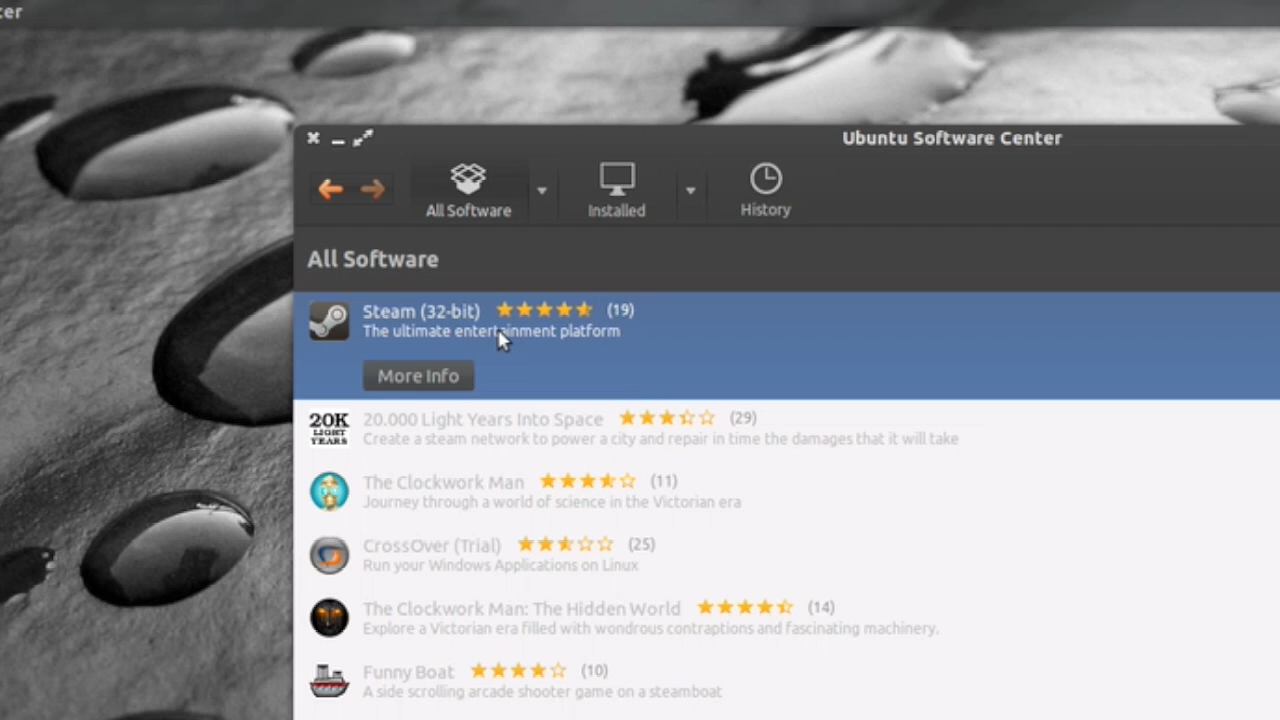 ter
Ubuntu Software Center
All Software
Installed
History
All Software
Steam (32-bit) (19)
The ultimate entertainment platform
More Info
20K
LIGHT
YEARS
20.000 Light Years Into Space (29)
Create a steam network to power a city and repair in time the damages that it will take
The Clockwork Man (11)
Journey through a world of science in the Victorian era
CrossOver (Trial) (25)
Run your Windows Applications on Linux
The Clockwork Man: The Hidden World (14)
Explore a Victorian era filled with wondrous contraptions and fascinating machinery.
Funny Boat (10)
A side scrolling arcade shooter game on a steamboat